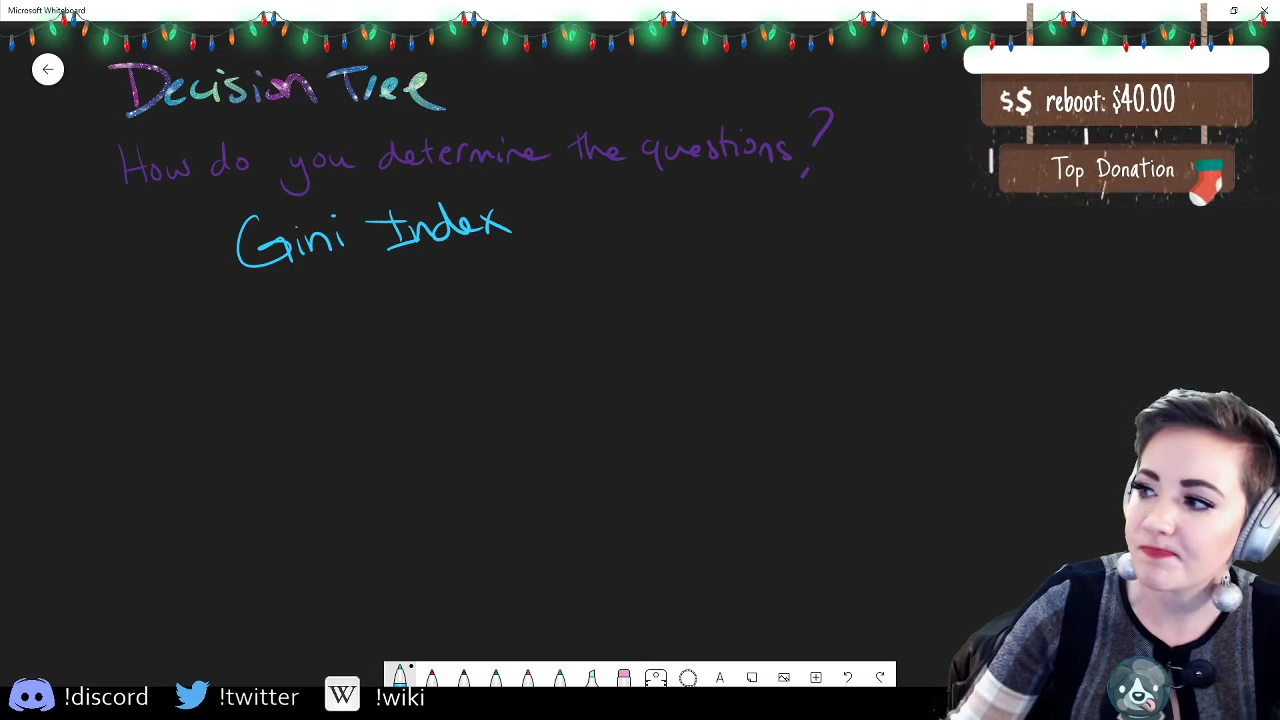 Microsoft Whiteboard
Decision Tree
How do you determine the questions?
Gini Index
$$ reboot: $40.00
Top Donation
!discord
!twitter
W !wiki
A